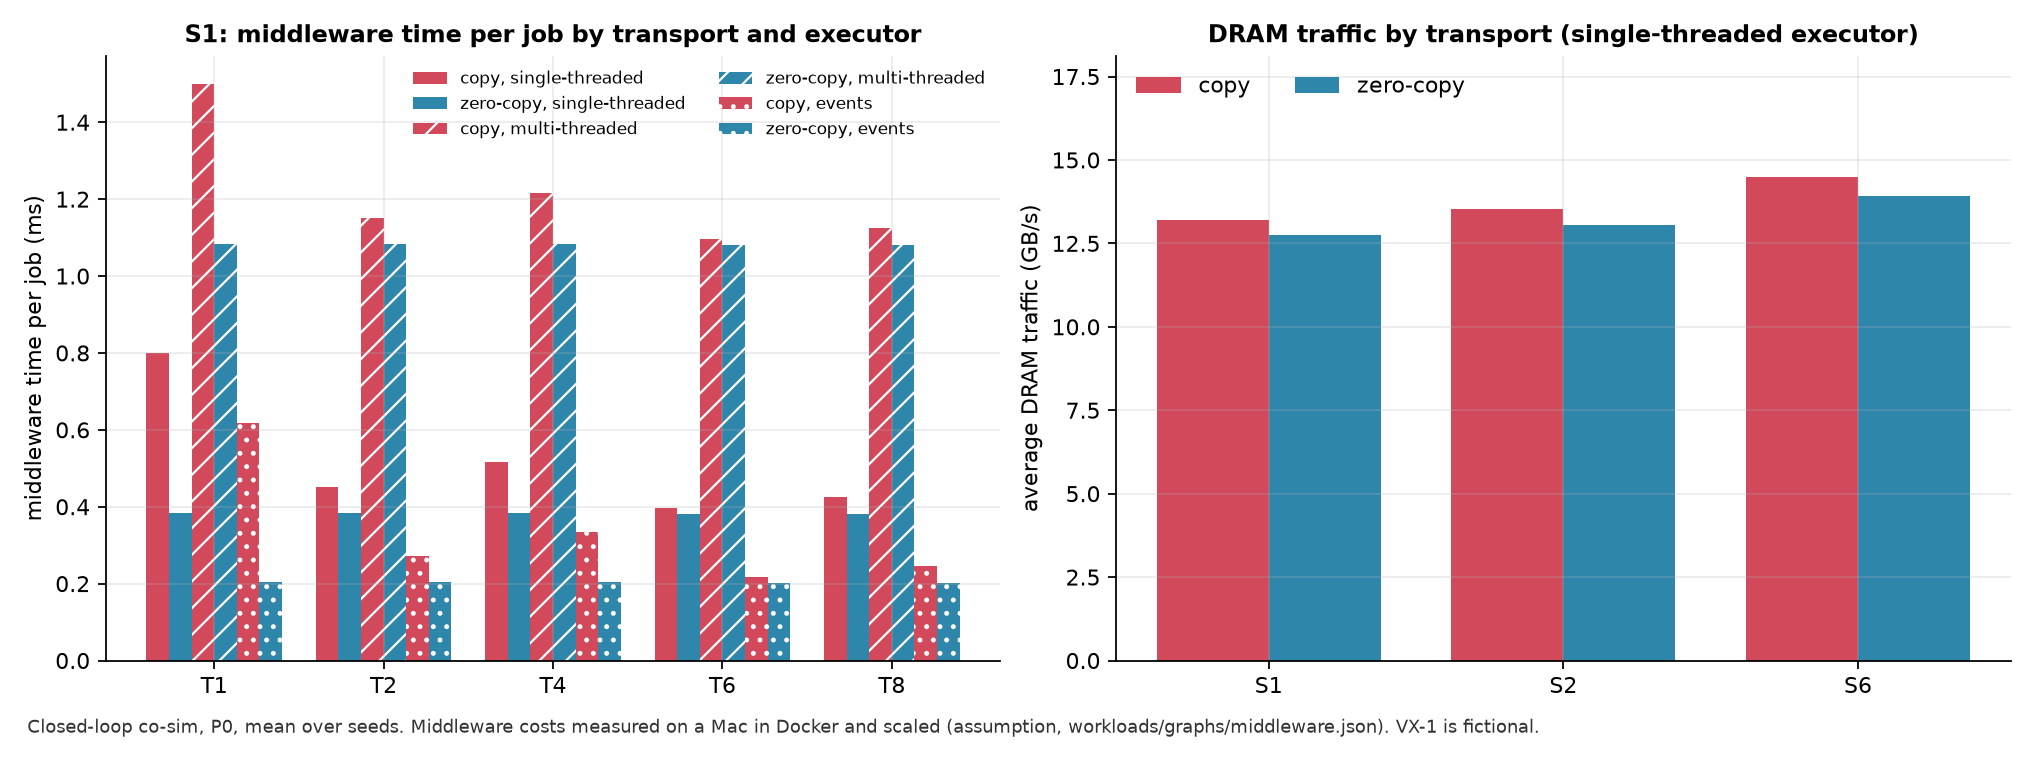 S1: middleware time per job by transport and executor
copy, single-threaded
zero-copy, single-threaded
copy, multi-threaded
zero-copy, multi-threaded
copy, events
zero-copy, events
middleware time per job (ms)
1.4
1.2
1.0
0.8
0.6
0.4
0.2
0.0
T1 T2 T4 T6 T8
DRAM traffic by transport (single-threaded executor)
copy zero-copy
average DRAM traffic (GB/s)
17.5
15.0
12.5
10.0
7.5
5.0
2.5
0.0
S1 S2 S6
Closed-loop co-sim, P0, mean over seeds. Middleware costs measured on a Mac in Docker and scaled (assumption, workloads/graphs/middleware.json). VX-1 is fictional.